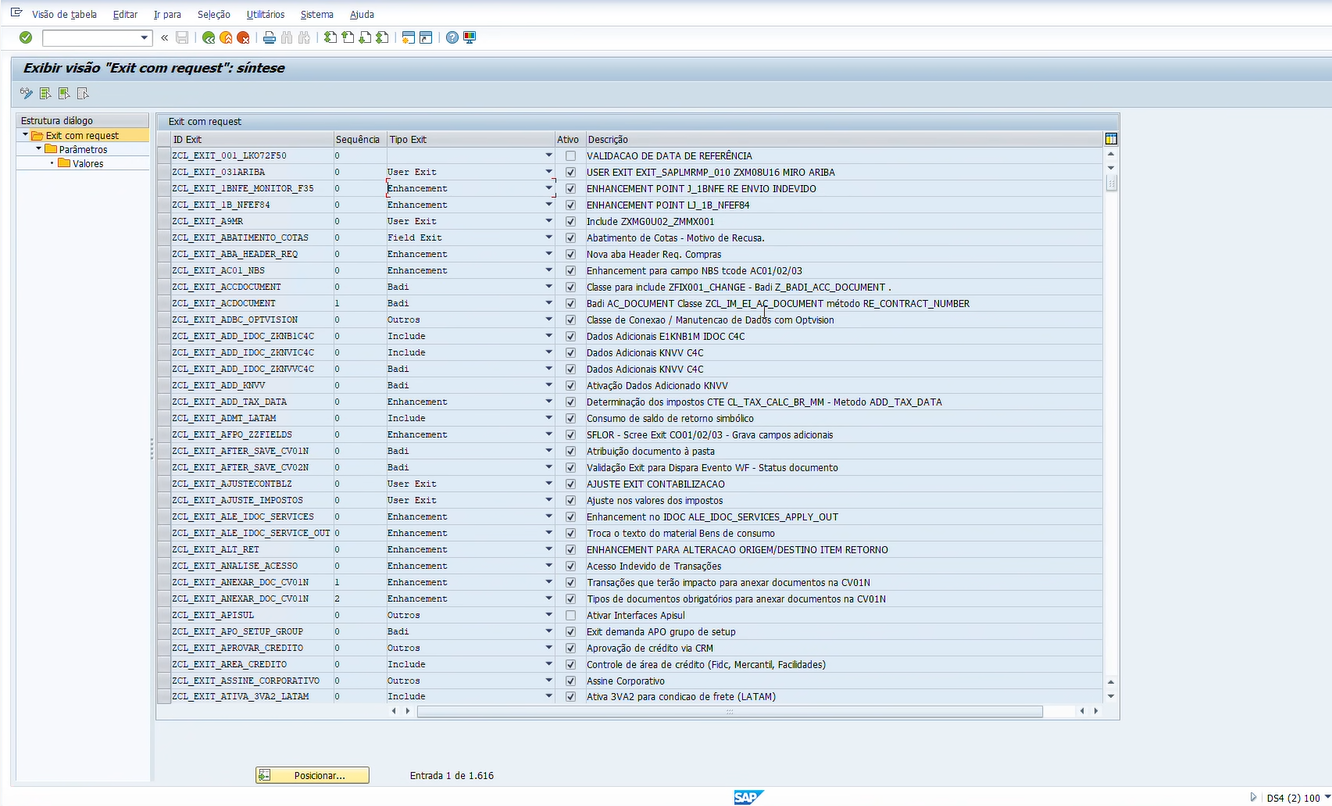 Visão de tabela Editar Ir para Seleção Utilitários Sistema Ajuda
Exibir visão "Exit com request": síntese
Estrutura diálogo
Exit com request
Parâmetros
Valores
Exit com request
ID Exit Sequência Tipo Exit Ativo Descrição
ZCL_EXIT_001_LKO72F50 0 VALIDACAO DE DATA DE REFERÊNCIA
ZCL_EXIT_031ARIBA 0 User Exit USER EXIT EXIT_SAPLMRMP_010 ZXM08U16 MIRO ARIBA
ZCL_EXIT_1BNFE_MONITOR_F35 0 Enhancement ENHANCEMENT POINT J_1BNFE RE ENVIO INDEVIDO
ZCL_EXIT_1B_NFEF84 0 Enhancement ENHANCEMENT POINT LJ_1B_NFEF84
ZCL_EXIT_A9MR 0 User Exit Include ZXMG0U02_ZMMX001
ZCL_EXIT_ABATIMENTO_COTAS 0 Field Exit Abatimento de Cotas - Motivo de Recusa.
ZCL_EXIT_ABA_HEADER_REQ 0 Enhancement Nova aba Header Req. Compras
ZCL_EXIT_AC01_NBS 0 Enhancement Enhancement para campo NBS tcode AC01/02/03
ZCL_EXIT_ACCDOCUMENT 0 Badi Classe para include ZFIX001_CHANGE - Badi Z_BADI_ACC_DOCUMENT .
ZCL_EXIT_ACDOCUMENT 1 Badi Badi AC_DOCUMENT Classe ZCL_IM_EI_AC_DOCUMENT método RE_CONTRACT_NUMBER
ZCL_EXIT_ADBC_OPTVISION 0 Outros Classe de Conexao / Manutencao de Dados com Optvision
ZCL_EXIT_ADD_IDOC_ZKNB1C4C 0 Include Dados Adicionais E1KNB1M IDOC C4C
ZCL_EXIT_ADD_IDOC_ZKNVIC4C 0 Include Dados Adicionais KNVV C4C
ZCL_EXIT_ADD_IDOC_ZKNVVC4C 0 Badi Dados Adicionais KNVV C4C
ZCL_EXIT_ADD_KNVV 0 Badi Ativação Dados Adicionado KNVV
ZCL_EXIT_ADD_TAX_DATA 0 Enhancement Determinação dos impostos CTE CL_TAX_CALC_BR_MM - Metodo ADD_TAX_DATA
ZCL_EXIT_ADMT_LATAM 0 Include Consumo de saldo de retorno simbólico
ZCL_EXIT_AFPO_ZZFIELDS 0 Enhancement SFLOR - Scree Exit CO01/02/03 - Grava campos adicionais
ZCL_EXIT_AFTER_SAVE_CV01N 0 Badi Atribuição documento à pasta
ZCL_EXIT_AFTER_SAVE_CV02N 0 Badi Validação Exit para Dispara Evento WF - Status documento
ZCL_EXIT_AJUSTECONTBLZ 0 User Exit AJUSTE EXIT CONTABILIZACAO
ZCL_EXIT_AJUSTE_IMPOSTOS 0 User Exit Ajuste nos valores dos impostos
ZCL_EXIT_ALE_IDOC_SERVICES 0 Enhancement Enhancement no IDOC ALE_IDOC_SERVICES_APPLY_OUT
ZCL_EXIT_ALE_IDOC_SERVICE_OUT 0 Enhancement Troca o texto do material Bens de consumo
ZCL_EXIT_ALT_RET 0 Enhancement ENHANCEMENT PARA ALTERACAO ORIGEM/DESTINO ITEM RETORNO
ZCL_EXIT_ANALISE_ACESSO 0 Enhancement Acesso Indevido de Transações
ZCL_EXIT_ANEXAR_DOC_CV01N 1 Enhancement Transações que terão impacto para anexar documentos na CV01N
ZCL_EXIT_ANEXAR_DOC_CV01N 2 Enhancement Tipos de documentos obrigatórios para anexar documentos na CV01N
ZCL_EXIT_APISUL 0 Outros Ativar Interfaces Apisul
ZCL_EXIT_APO_SETUP_GROUP 0 Badi Exit demanda APO grupo de setup
ZCL_EXIT_APROVAR_CREDITO 0 Outros Aprovação de crédito via CRM
ZCL_EXIT_AREA_CREDITO 0 Include Controle de área de crédito (Fidc, Mercantil, Facilidades)
ZCL_EXIT_ASSINE_CORPORATIVO 0 Outros Assine Corporativo
ZCL_EXIT_ATIVA_3VA2_LATAM 0 Include Ativa 3VA2 para condicao de frete (LATAM)
Posicionar... Entrada 1 de 1.616
SAP DS4 (2) 100